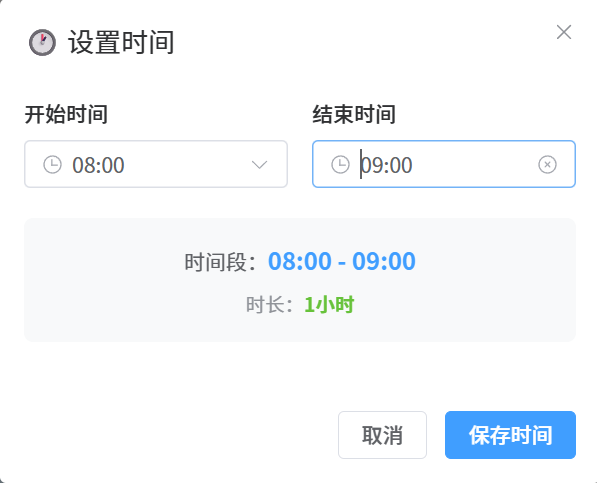 设置时间
开始时间 结束时间
08:00 09:00
时间段：08:00 - 09:00
时长：1小时
取消 保存时间